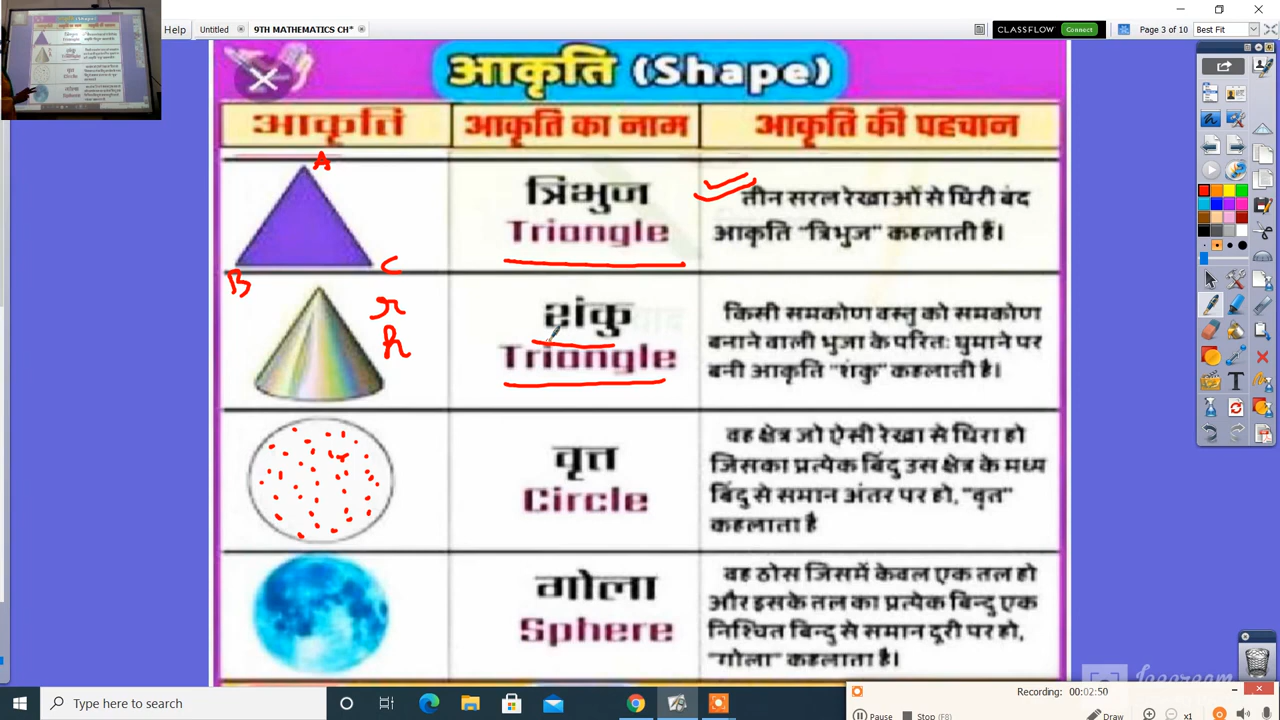 Help
Untitled
9TH MATHEMATICS CH*
CLASSFLOW
Connect
Page 3 of 10
Best Fit
आकृति (Shape)
आकृति
आकृति का नाम
आकृति की पहचान
A
B
C
त्रिभुज
Triongle
तीन सरल रेखाओं से घिरी बंद
आकृति "त्रिभुज" कहलाती हैं।
r
h
शंकु
Triongle
किसी समकोण वस्तु को समकोण
बनाने वाली भुजा के परितः घुमाने पर
बनी आकृति "शंकु" कहलाती है।
वृत्त
Circle
वह क्षेत्र जो ऐसी रेखा से घिरा हो
जिसका प्रत्येक बिंदु उस क्षेत्र के मध्य
बिंदु से समान अंतर पर हो, "वृत"
कहलाता है
गोला
Sphere
वह ठोस जिसमें केवल एक तल हो
और इसके तल का प्रत्येक बिन्दु एक
निश्चित बिन्दु से समान दूरी पर हो,
"गोला" कहलाता है।
Type here to search
Recording: 00:02:50
Pause
Stop (F8)
Draw
x1